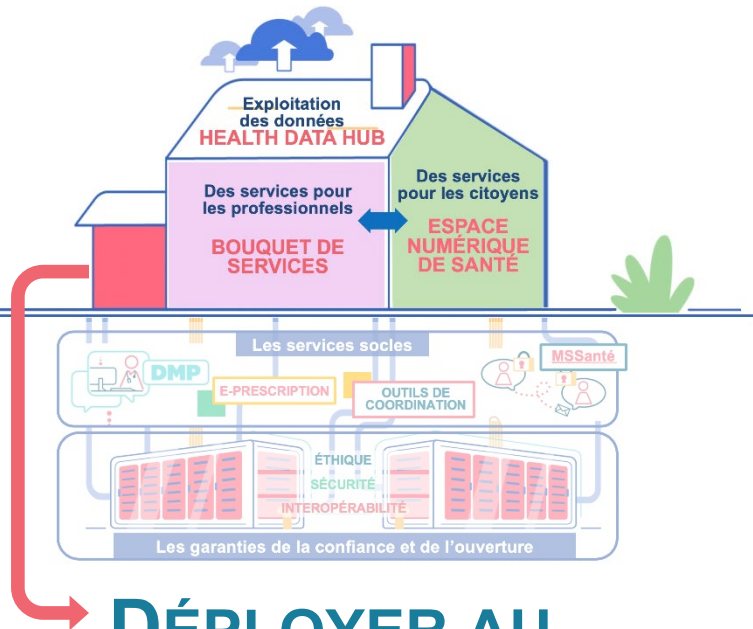 Exploitation
des données
HEALTH DATA HUB
Des services pour
les professionnels
BOUQUET DE
SERVICES
Des services
pour les citoyens
ESPACE
NUMÉRIQUE
DE SANTÉ
Les services socles
DMP
E-PRESCRIPTION
OUTILS DE
COORDINATION
MSSanté
ÉTHIQUE
SÉCURITÉ
INTEROPÉRABILITÉ
Les garanties de la confiance et de l'ouverture
DÉPLOYER AU